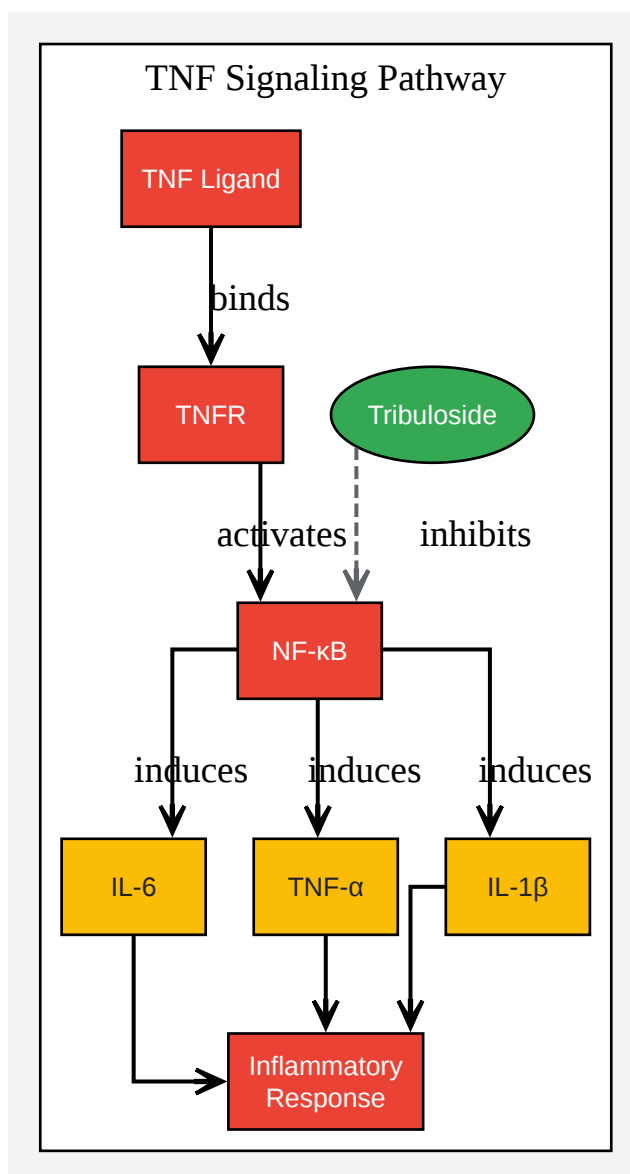 TNF Signaling Pathway
TNF Ligand
binds
TNFR
Tribuloside
activates
inhibits
NF-κB
induces
induces
induces
IL-6
TNF-α
IL-1β
Inflammatory
Response